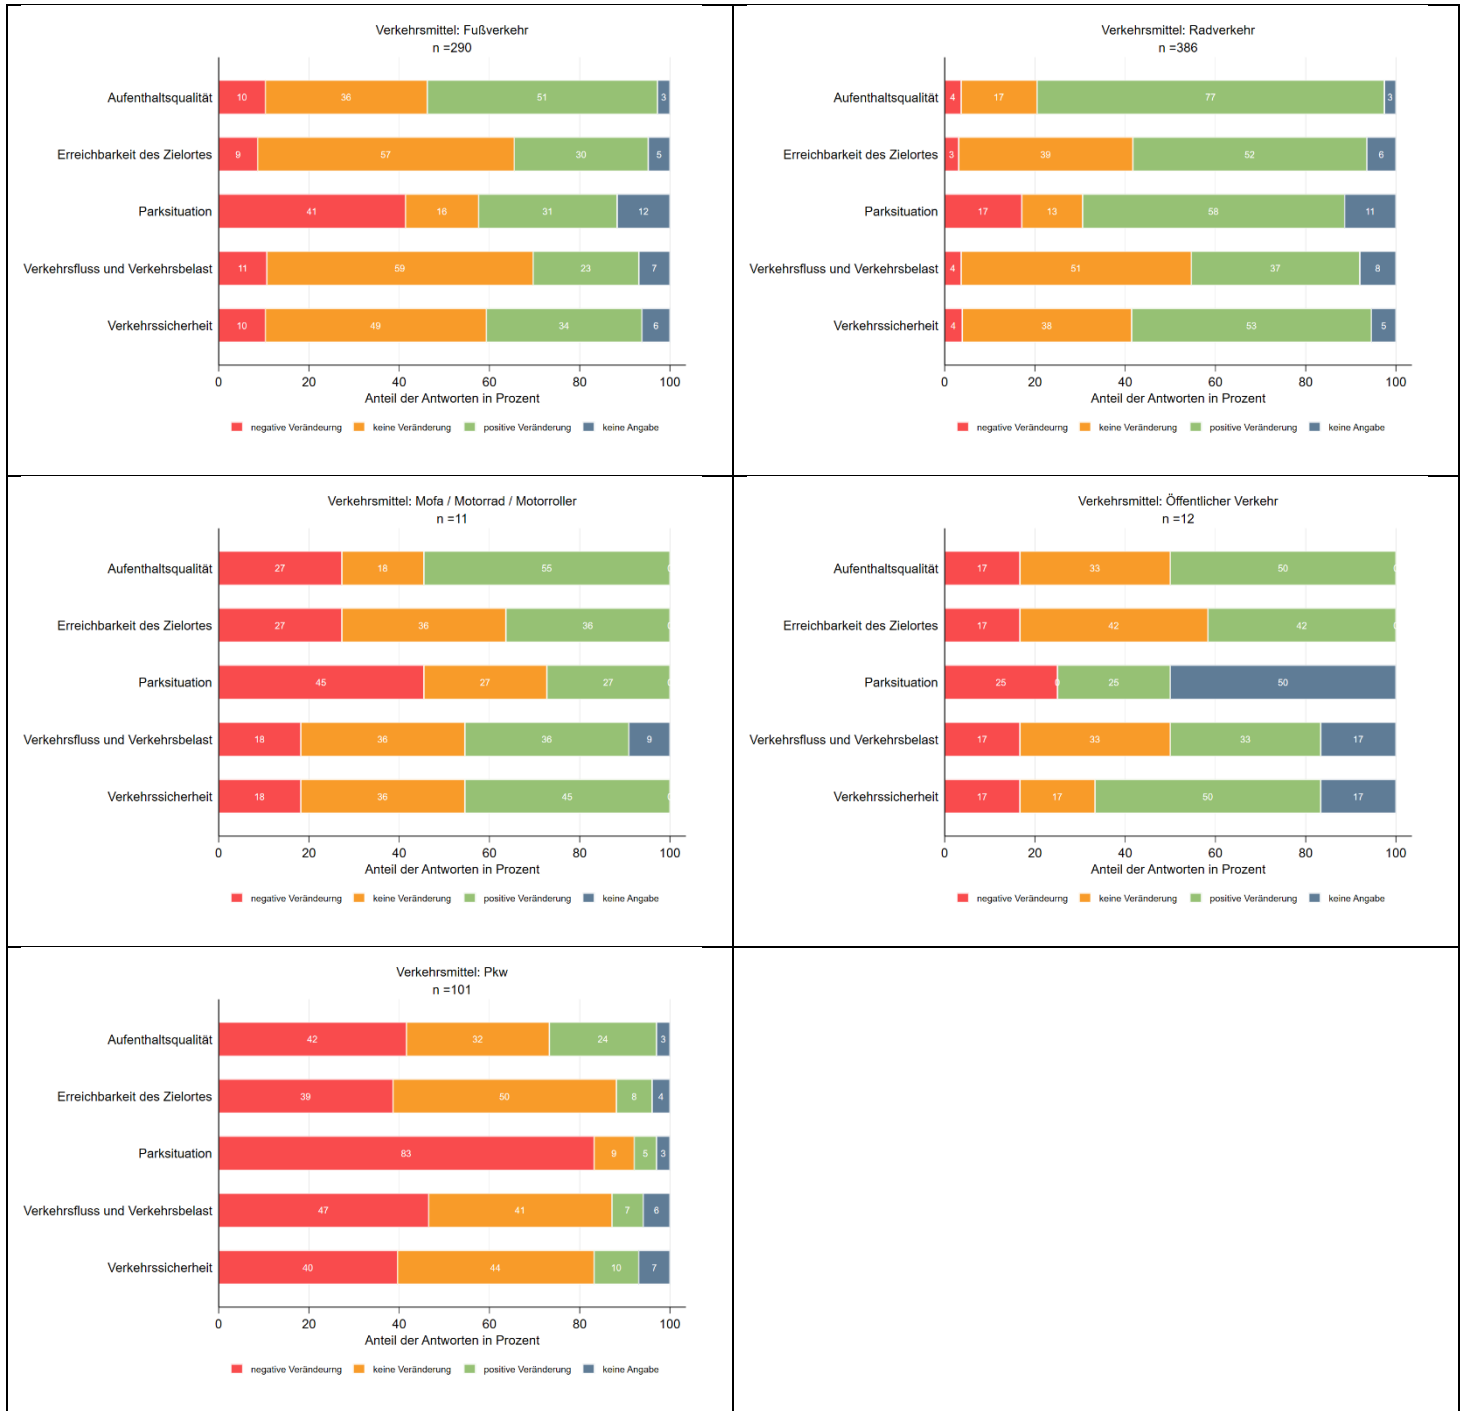 Verkehrsmittel: Fußverkehr
n =290
Aufenthaltsqualität 10 36 51 3
Erreichbarkeit des Zielortes 9 57 30 5
Parksituation 41 16 31 12
Verkehrsfluss und Verkehrsbelast 11 59 23 7
Verkehrssicherheit 10 49 34 6
0 20 40 60 80 100
Anteil der Antworten in Prozent
negative Verändeurng keine Veränderung positive Veränderung keine Angabe
Verkehrsmittel: Radverkehr
n =386
Aufenthaltsqualität 4 17 77 3
Erreichbarkeit des Zielortes 3 39 52 6
Parksituation 17 13 58 11
Verkehrsfluss und Verkehrsbelast 4 51 37 8
Verkehrssicherheit 4 38 53 5
0 20 40 60 80 100
Anteil der Antworten in Prozent
negative Verändeurng keine Veränderung positive Veränderung keine Angabe
Verkehrsmittel: Mofa / Motorrad / Motorroller
n =11
Aufenthaltsqualität 27 18 55 0
Erreichbarkeit des Zielortes 27 36 36 0
Parksituation 45 27 27 0
Verkehrsfluss und Verkehrsbelast 18 36 36 9
Verkehrssicherheit 18 36 45 0
0 20 40 60 80 100
Anteil der Antworten in Prozent
negative Verändeurng keine Veränderung positive Veränderung keine Angabe
Verkehrsmittel: Öffentlicher Verkehr
n =12
Aufenthaltsqualität 17 33 50 0
Erreichbarkeit des Zielortes 17 42 42 0
Parksituation 25 0 25 50
Verkehrsfluss und Verkehrsbelast 17 33 33 17
Verkehrssicherheit 17 17 50 17
0 20 40 60 80 100
Anteil der Antworten in Prozent
negative Verändeurng keine Veränderung positive Veränderung keine Angabe
Verkehrsmittel: Pkw
n =101
Aufenthaltsqualität 42 32 24 3
Erreichbarkeit des Zielortes 39 50 8 4
Parksituation 83 9 5 3
Verkehrsfluss und Verkehrsbelast 47 41 7 6
Verkehrssicherheit 40 44 10 7
0 20 40 60 80 100
Anteil der Antworten in Prozent
negative Verändeurng keine Veränderung positive Veränderung keine Angabe